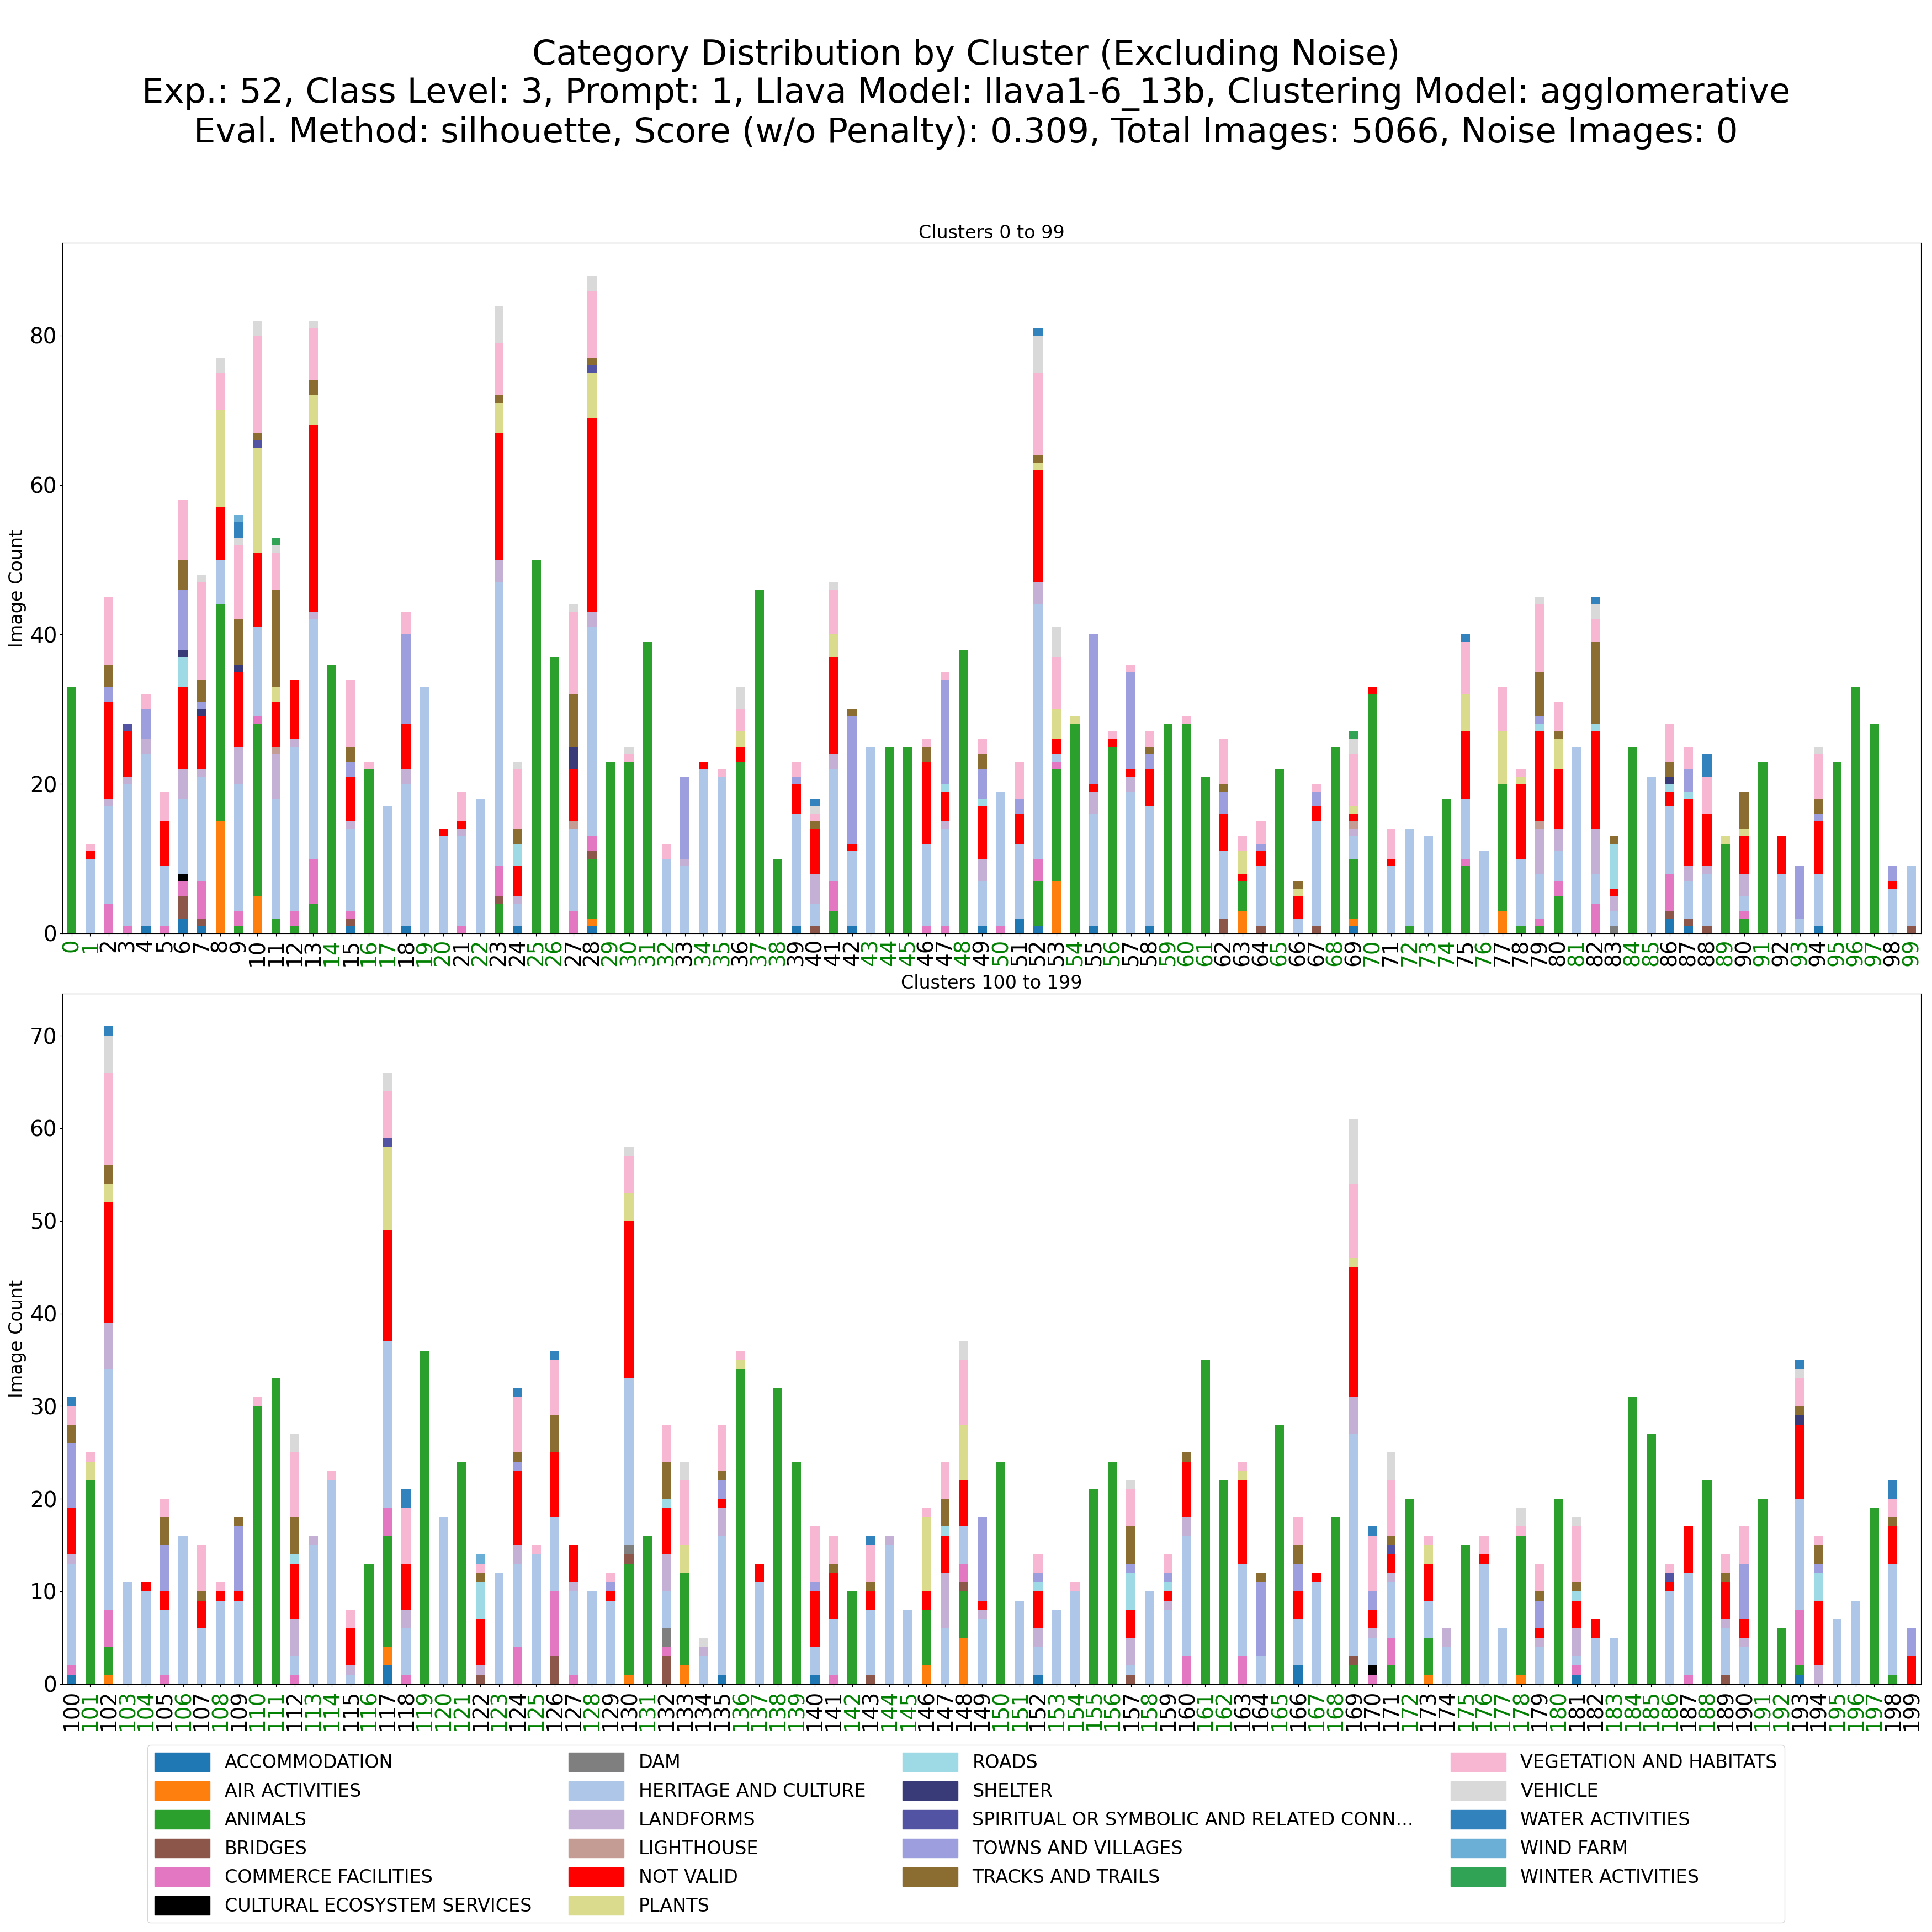 Category Distribution by Cluster (Excluding Noise)
Exp.: 52, Class Level: 3, Prompt: 1, Llava Model: llava1-6_13b, Clustering Model: agglomerative
Eval. Method: silhouette, Score (w/o Penalty): 0.309, Total Images: 5066, Noise Images: 0
Clusters 0 to 99
Image Count
80
60
40
20
0
0 1 2 3 4 5 6 7 8 9 10 11 12 13 14 15 16 17 18 19 20 21 22 23 24 25 26 27 28 29 30 31 32 33 34 35 36 37 38 39 40 41 42 43 44 45 46 47 48 49 50 51 52 53 54 55 56 57 58 59 60 61 62 63 64 65 66 67 68 69 70 71 72 73 74 75 76 77 78 79 80 81 82 83 84 85 86 87 88 89 90 91 92 93 94 95 96 97 98 99
Clusters 100 to 199
Image Count
70
60
50
40
30
20
10
0
100 101 102 103 104 105 106 107 108 109 110 111 112 113 114 115 116 117 118 119 120 121 122 123 124 125 126 127 128 129 130 131 132 133 134 135 136 137 138 139 140 141 142 143 144 145 146 147 148 149 150 151 152 153 154 155 156 157 158 159 160 161 162 163 164 165 166 167 168 169 170 171 172 173 174 175 176 177 178 179 180 181 182 183 184 185 186 187 188 189 190 191 192 193 194 195 196 197 198 199
ACCOMMODATION
AIR ACTIVITIES
ANIMALS
BRIDGES
COMMERCE FACILITIES
CULTURAL ECOSYSTEM SERVICES
DAM
HERITAGE AND CULTURE
LANDFORMS
LIGHTHOUSE
NOT VALID
PLANTS
ROADS
SHELTER
SPIRITUAL OR SYMBOLIC AND RELATED CONN...
TOWNS AND VILLAGES
TRACKS AND TRAILS
VEGETATION AND HABITATS
VEHICLE
WATER ACTIVITIES
WIND FARM
WINTER ACTIVITIES